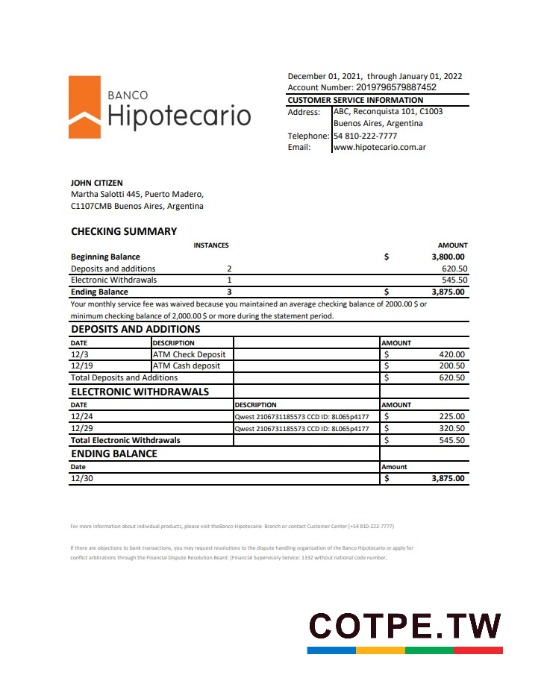 BANCO
Hipotecario
December 01, 2021, through January 01, 2022
Account Number: 2019796579887452
CUSTOMER SERVICE INFORMATION
Address: ABC, Reconquista 101, C1003
Buenos Aires, Argentina
Telephone: 54 810-222-7777
Email: www.hipotecario.com.ar
JOHN CITIZEN
Martha Salotti 445, Puerto Madero,
C1107CMB Buenos Aires, Argentina
CHECKING SUMMARY
INSTANCES AMOUNT
Beginning Balance $ 3,800.00
Deposits and additions 2 620.50
Electronic Withdrawals 1 545.50
Ending Balance 3 $ 3,875.00
Your monthly service fee was waived because you maintained an average checking balance of 2000.00 $ or
minimum checking balance of 2,000.00 $ or more during the statement period.
DEPOSITS AND ADDITIONS
DATE DESCRIPTION AMOUNT
12/3 ATM Check Deposit $ 420.00
12/19 ATM Cash deposit $ 200.50
Total Deposits and Additions $ 620.50
ELECTRONIC WITHDRAWALS
DATE DESCRIPTION AMOUNT
12/24 Qwest 2106731185573 CCD ID: 8L065p4177 $ 225.00
12/29 Qwest 2106731185573 CCD ID: 8L065p4177 $ 320.50
Total Electronic Withdrawals $ 545.50
ENDING BALANCE
Date Amount
12/30 $ 3,875.00
For more information about individual products, please visit theBanco Hipotecario Branch or contact Customer Center (+54 810-222-7777)
If there are objections to bank transactions, you may request resolutions to the dispute handling organisation of the Banco Hipotecario or apply for
conflict arbitrations through the Financial Dispute Resolution Board. (Financial Supervisory Service: 1332 without national code number.
COTPE.TW